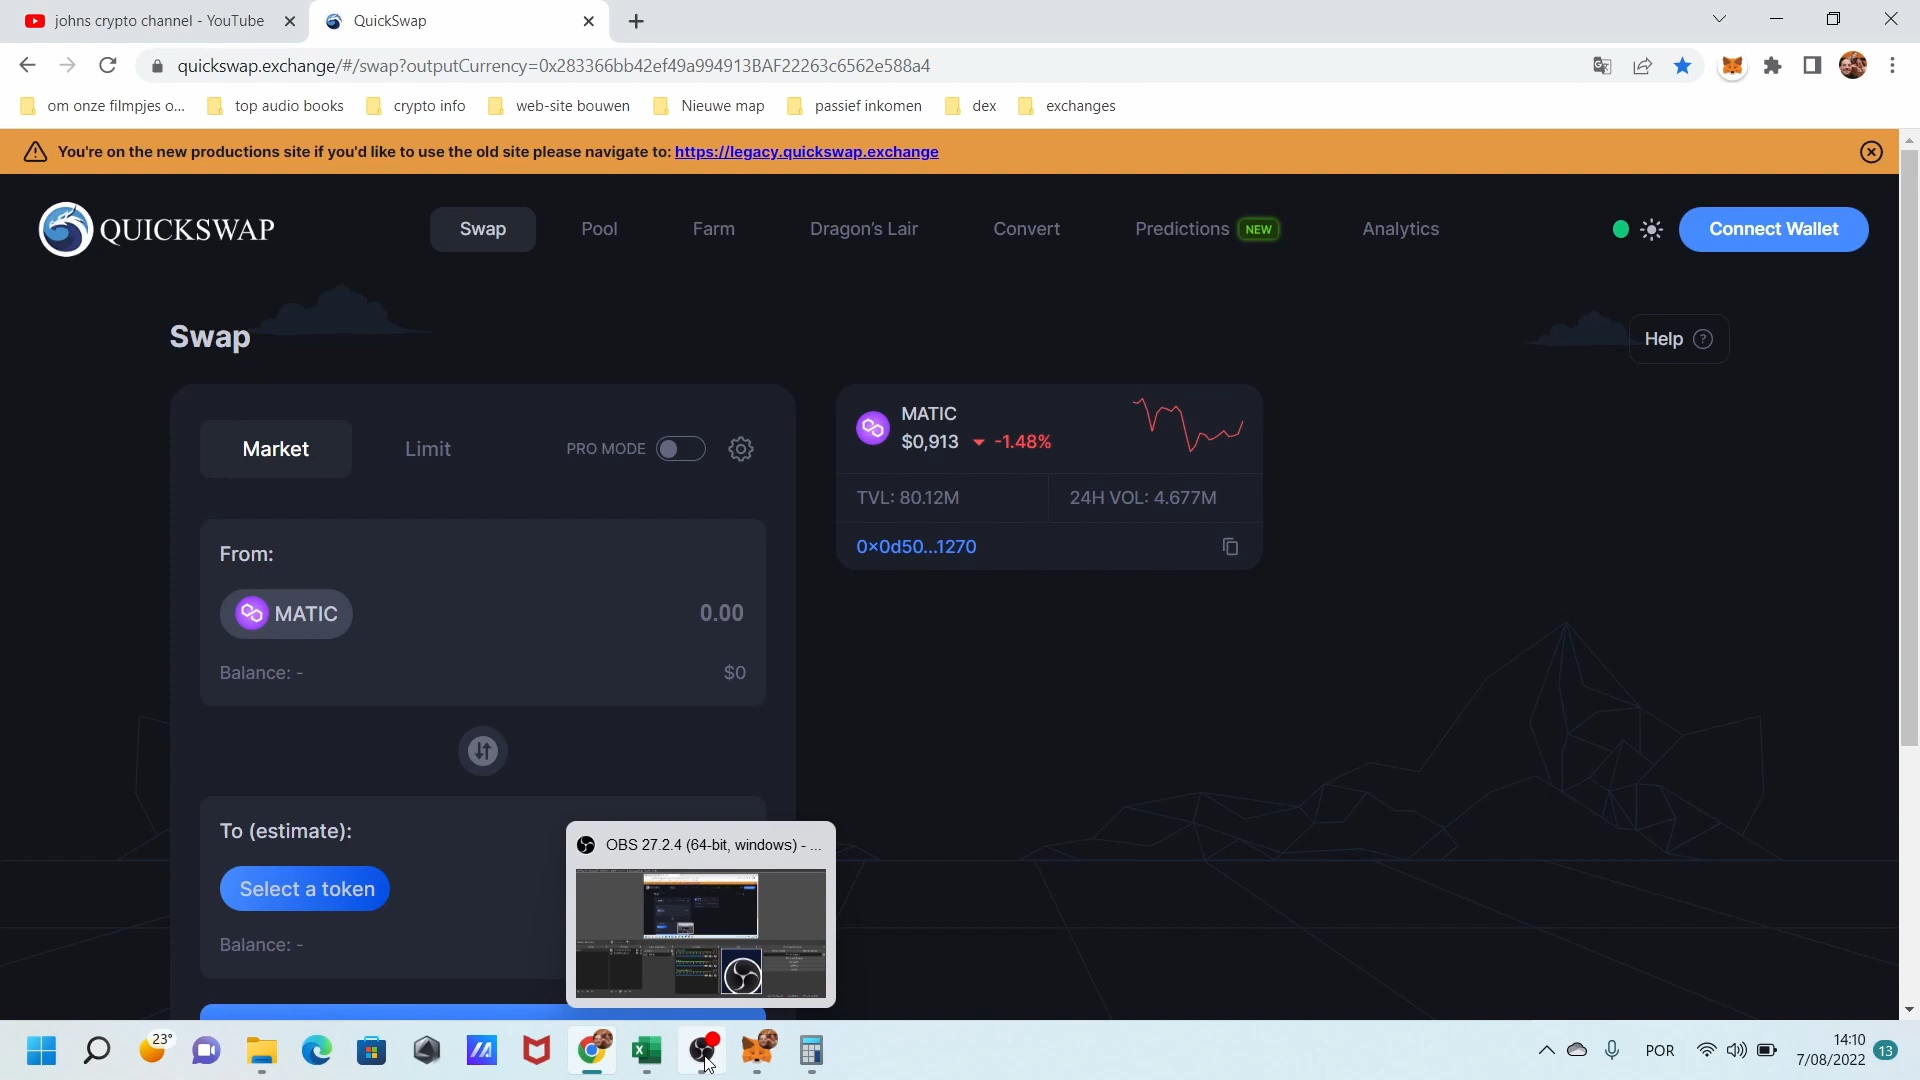 johns crypto channel - YouTube
QuickSwap
quickswap.exchange/#/swap?outputCurrency=0x283366bb42ef49a994913BAF22263c6562e588a4
om onze filmpjes o...
top audio books
crypto info
web-site bouwen
Nieuwe map
passief inkomen
dex
exchanges
You're on the new productions site if you'd like to use the old site please navigate to: https://legacy.quickswap.exchange
QUICKSWAP
Swap
Pool
Farm
Dragon's Lair
Convert
Predictions NEW
Analytics
Connect Wallet
Swap
Help
Market
Limit
PRO MODE
MATIC
$0,913 -1.48%
TVL: 80.12M
24H VOL: 4.677M
0x0d50...1270
From:
MATIC
0.00
Balance: -
$0
To (estimate):
Select a token
Balance: -
OBS 27.2.4 (64-bit, windows) - ...
23°
POR
14:10
7/08/2022
13